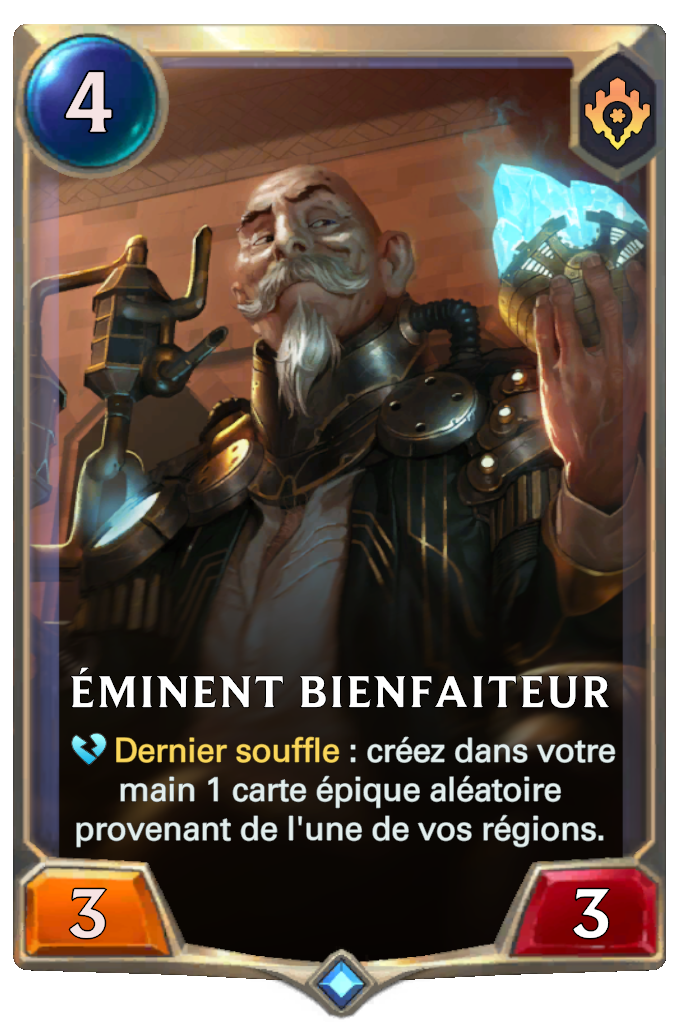 4
ÉMINENT BIENFAITEUR
Dernier souffle : créez dans votre
main 1 carte épique aléatoire
provenant de l'une de vos régions.
3
3